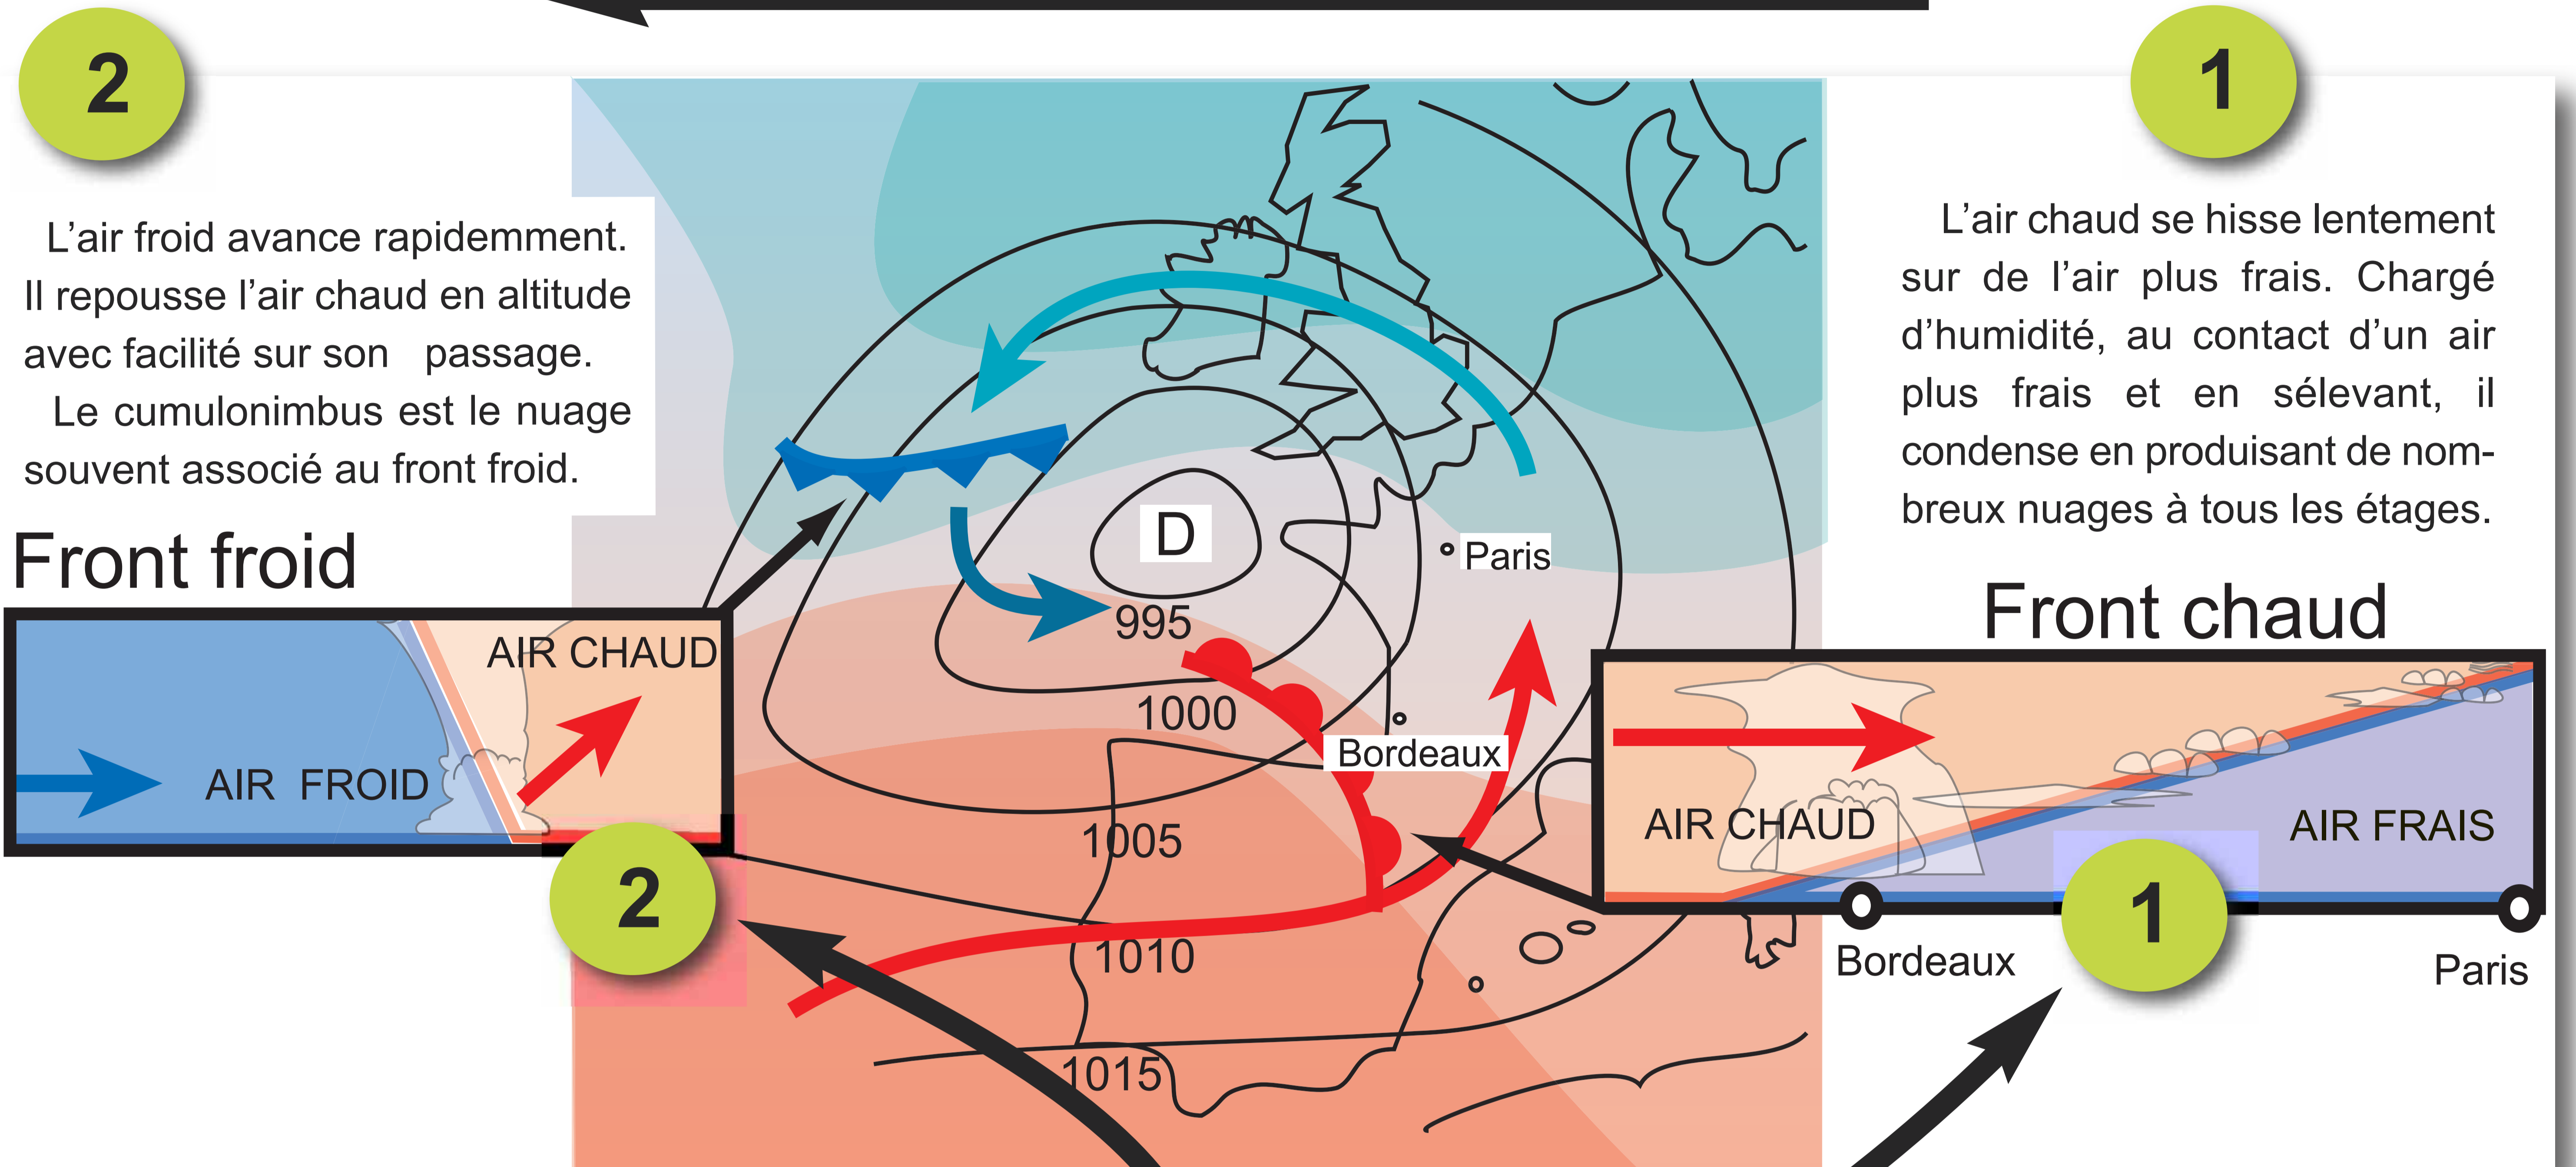 2
L'air froid avance rapidemment.
Il repousse l'air chaud en altitude
avec facilité sur son passage.
Le cumulonimbus est le nuage
souvent associé au front froid.
Front froid
AIR CHAUD
AIR FROID
2
D
Paris
995
1000
Bordeaux
1005
1010
1015
1
L'air chaud se hisse lentement
sur de l'air plus frais. Chargé
d'humidité, au contact d'un air
plus frais et en sélevant, il
condense en produisant de nom-
breux nuages à tous les étages.
Front chaud
AIR CHAUD
AIR FRAIS
1
Bordeaux
Paris